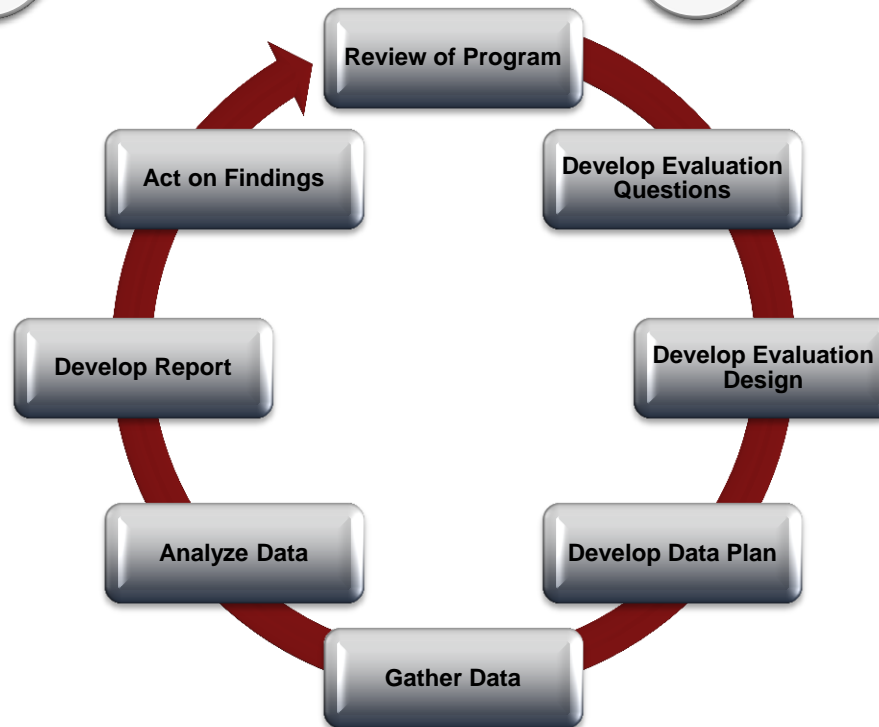 Review of Program
Develop Evaluation
Questions
Develop Evaluation
Design
Develop Data Plan
Gather Data
Analyze Data
Develop Report
Act on Findings